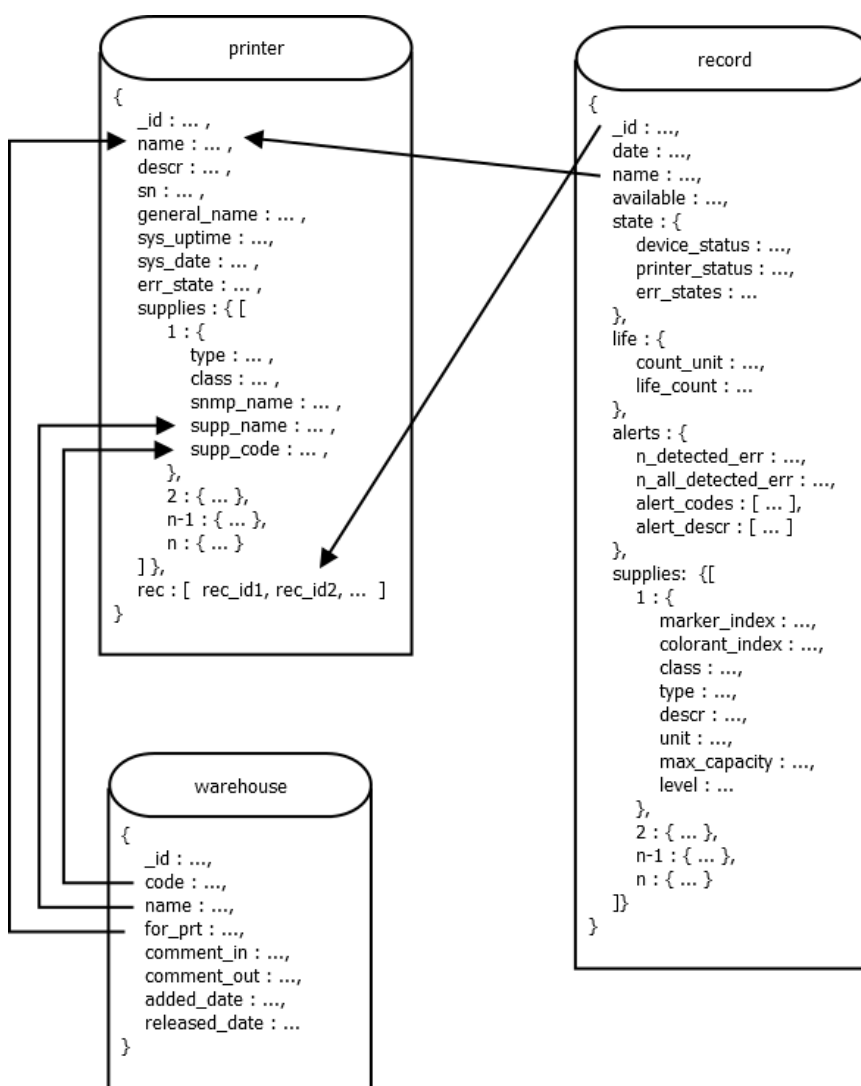 printer
{
_id : ... ,
name : ... ,
descr : ... ,
sn : ... ,
general_name : ... ,
sys_uptime : ...,
sys_date : ... ,
err_state : ... ,
supplies : { [
1 : {
type : ... ,
class : ... ,
snmp_name : ... ,
supp_name : ... ,
supp_code : ... ,
},
2 : { ... },
n-1 : { ... },
n : { ... }
] },
rec : [ rec_id1, rec_id2, ... ]
}
record
{
_id : ...,
date : ...,
name : ...,
available : ...,
state : {
device_status : ...,
printer_status : ...,
err_states : ...
},
life : {
count_unit : ...,
life_count : ...
},
alerts : {
n_detected_err : ...,
n_all_detected_err : ...,
alert_codes : [ ... ],
alert_descr : [ ... ]
},
supplies: {[
1 : {
marker_index : ...,
colorant_index : ...,
class : ...,
type : ...,
descr : ...,
unit : ...,
max_capacity : ...,
level : ...
},
2 : { ... },
n-1 : { ... },
n : { ... }
]}
}
warehouse
{
_id : ...,
code : ...,
name : ...,
for_prt : ...,
comment_in : ...,
comment_out : ...,
added_date : ...,
released_date : ...
}